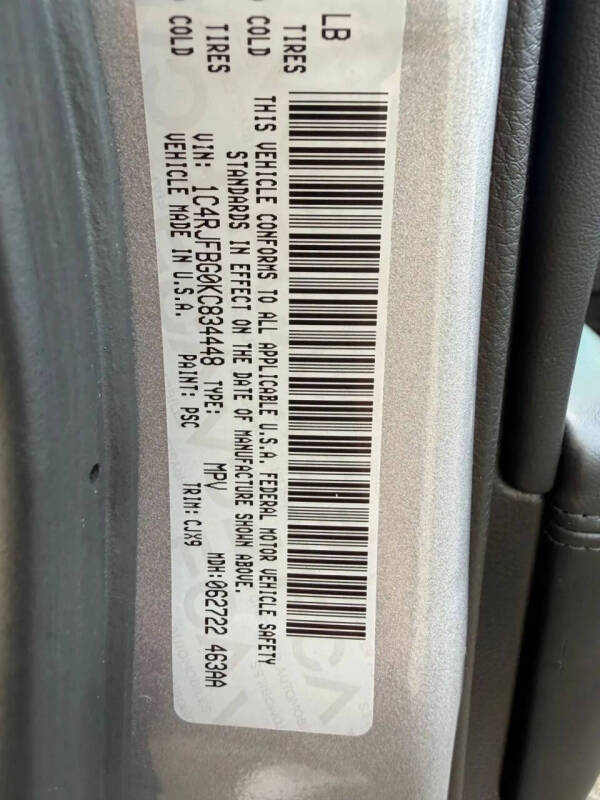 LB
TIRES TIRES
COLD COLD
THIS VEHICLE CONFORMS TO ALL APPLICABLE U.S.A. FEDERAL MOTOR VEHICLE SAFETY
STANDARDS IN EFFECT ON THE DATE OF MANUFACTURE SHOWN ABOVE.
VIN: 1C4RJFBG0KC834448 TYPE: MPV MDH: 062722 463AA
VEHICLE MADE IN U.S.A. PAINT: PSC TRIM: CJX9